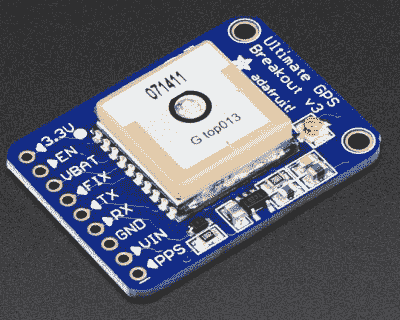 Ultimate GPS
Breakout v3
adafruit!
071411
G top013
3.3V
EN
VBAT
FIX
TX
RX
GND
VIN
PPS